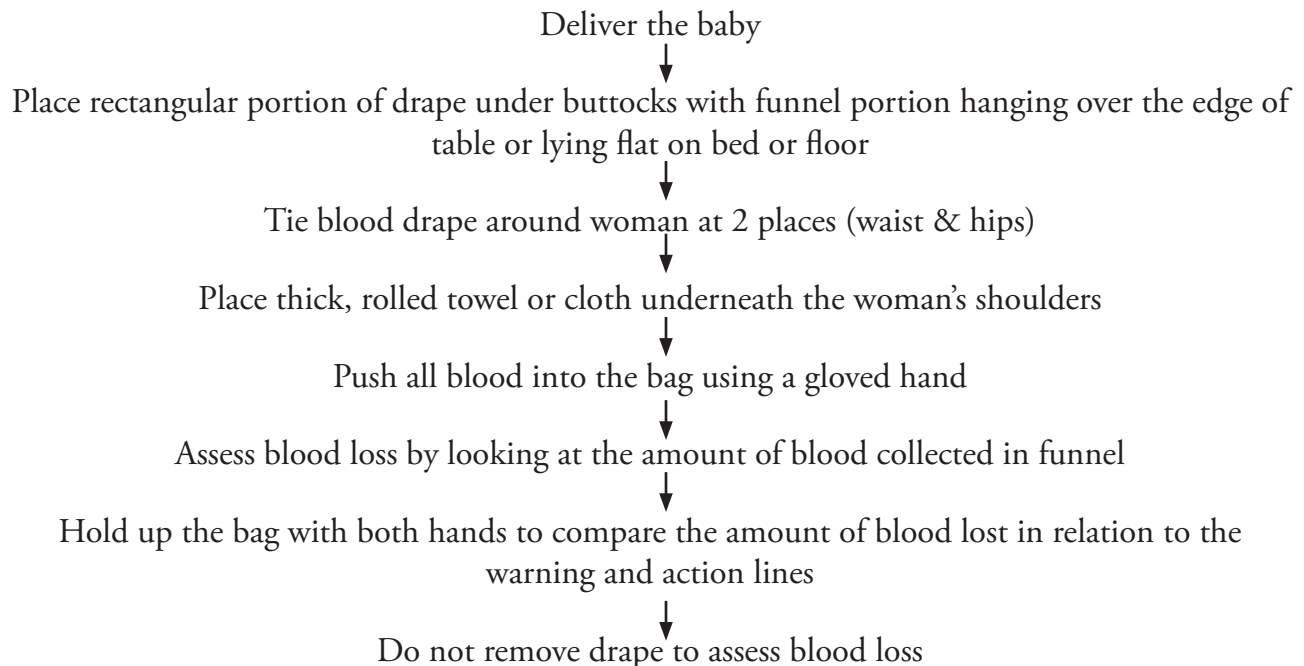 Deliver the baby
Place rectangular portion of drape under buttocks with funnel portion hanging over the edge of
table or lying flat on bed or floor
Tie blood drape around woman at 2 places (waist & hips)
Place thick, rolled towel or cloth underneath the woman’s shoulders
Push all blood into the bag using a gloved hand
Assess blood loss by looking at the amount of blood collected in funnel
Hold up the bag with both hands to compare the amount of blood lost in relation to the
warning and action lines
Do not remove drape to assess blood loss